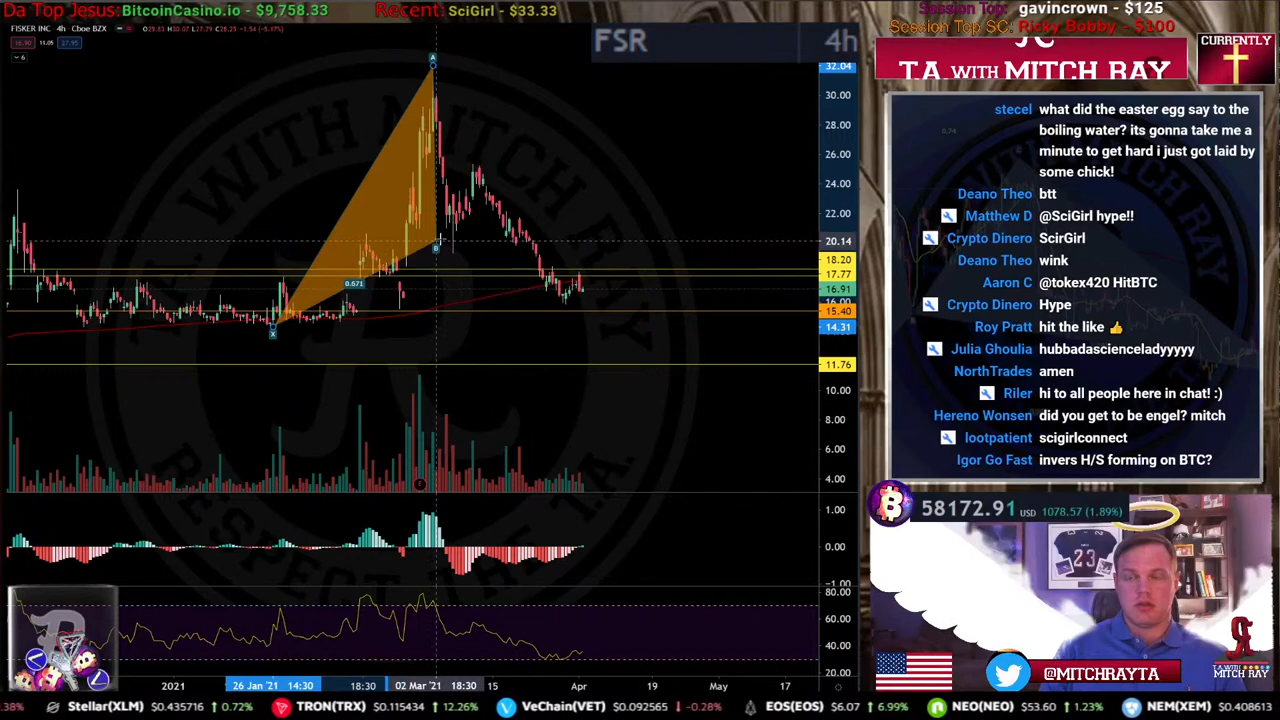 Da Top Jesus:BitcoinCasino.io - $9,758.33
Recent: SciGirl - $33.33
Session Top: gavincrown - $125
Session Top SC: Ricky Bobby - $100
FISKER INC · 4h · Cboe BZX
FSR 4h
T.A. WITH MITCH RAY
CURRENTLY
A
X
B
0.671
32.04
30.00
28.00
26.00
24.00
22.00
20.14
18.20
17.77
16.91
16.00
15.40
14.31
11.76
10.00
8.00
6.00
4.00
1.00
0.00
-1.00
80.00
60.00
40.00
20.00
2021
26 Jan '21 14:30
18:30
02 Mar '21 18:30
15
Apr
19
May
17
stecel what did the easter egg say to the
boiling water? its gonna take me a
minute to get hard i just got laid by
some chick!
Deano Theo btt
Matthew D @SciGirl hype!!
Crypto Dinero ScirGirl
Deano Theo wink
Aaron C @tokex420 HitBTC
Crypto Dinero Hype
Roy Pratt hit the like 👍
Julia Ghoulia hubbadascienceladyyyyy
NorthTrades amen
Riler hi to all people here in chat! :)
Hereno Wonsen did you get to be engel? mitch
lootpatient scigirlconnect
Igor Go Fast invers H/S forming on BTC?
58172.91 USD 1078.57 (1.89%)
23
@MITCHRAYTA
T.A. WITH
MITCH RAY
.38% Stellar(XLM) $0.435716 ↑ 0.72% TRON(TRX) $0.115434 ↑ 12.26% VeChain(VET) $0.092565 ↓ -0.28% EOS(EOS) $6.07 ↑ 6.99% NEO(NEO) $53.60 ↑ 1.23% NEM(XEM) $0.408613